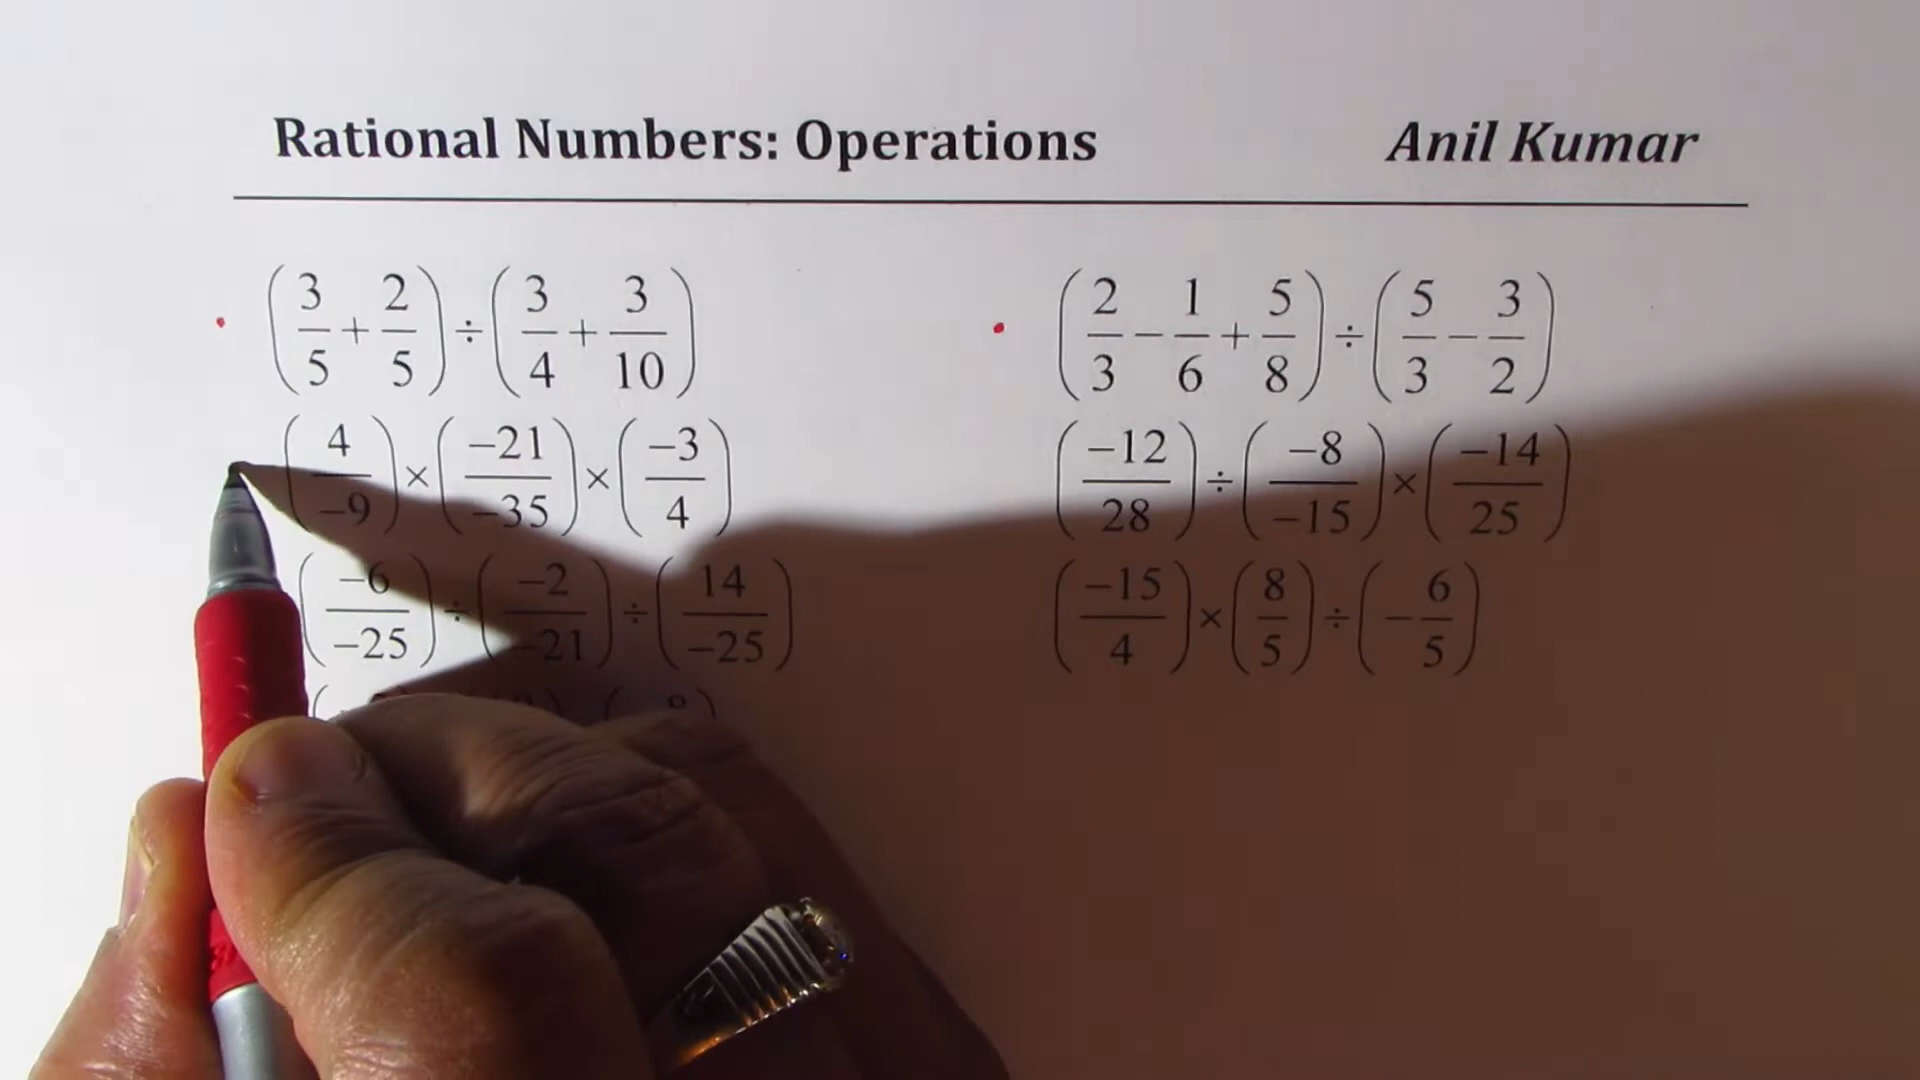 Rational Numbers: Operations Anil Kumar
(3/5 + 2/5) ÷ (3/4 + 3/10) (2/3 − 1/6 + 5/8) ÷ (5/3 − 3/2)
(4/−9) × (−21/−35) × (−3/4) (−12/28) ÷ (−8/−15) × (−14/25)
(−6/−25) ÷ (−2/−21) ÷ (14/−25) (−15/4) × (8/5) ÷ (−6/5)